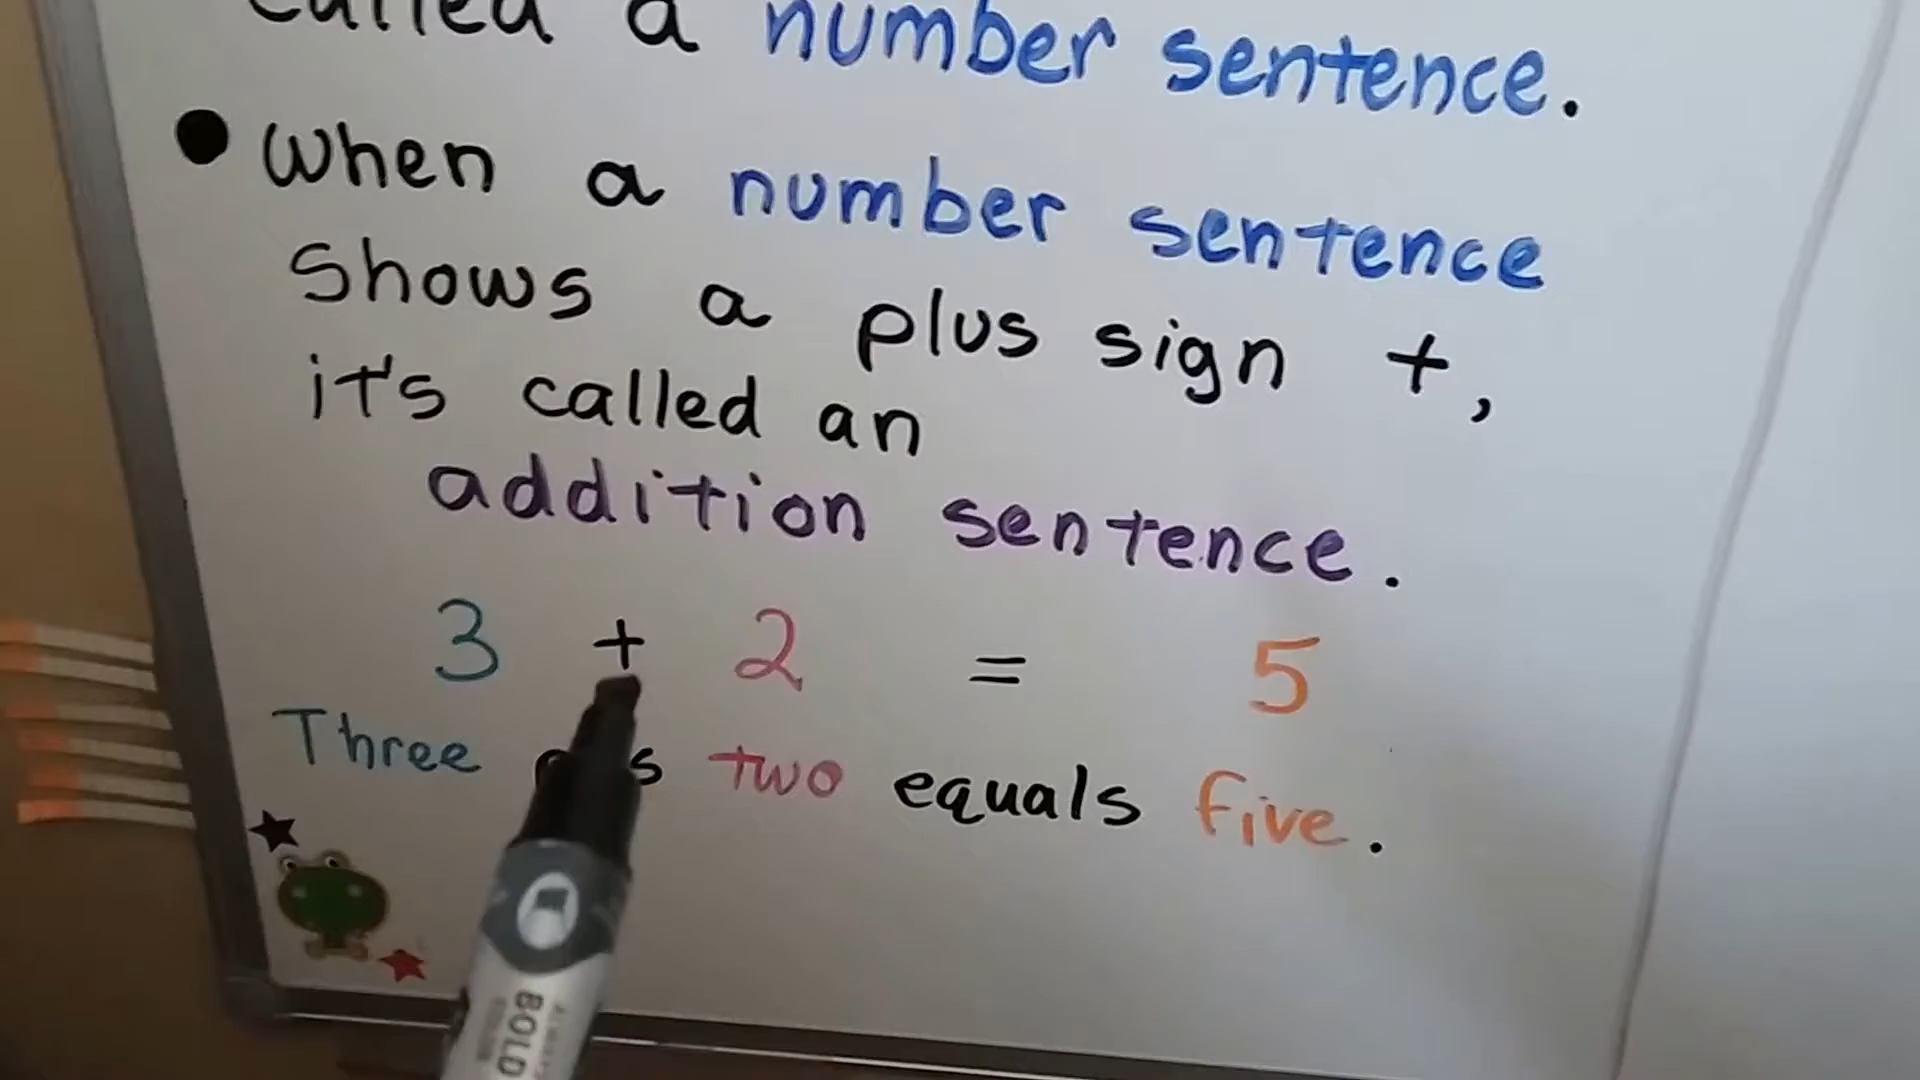 called a number sentence.
When a number sentence
shows a plus sign +,
it's called an
addition sentence.
3 + 2 = 5
Three two equals five.
BOLD